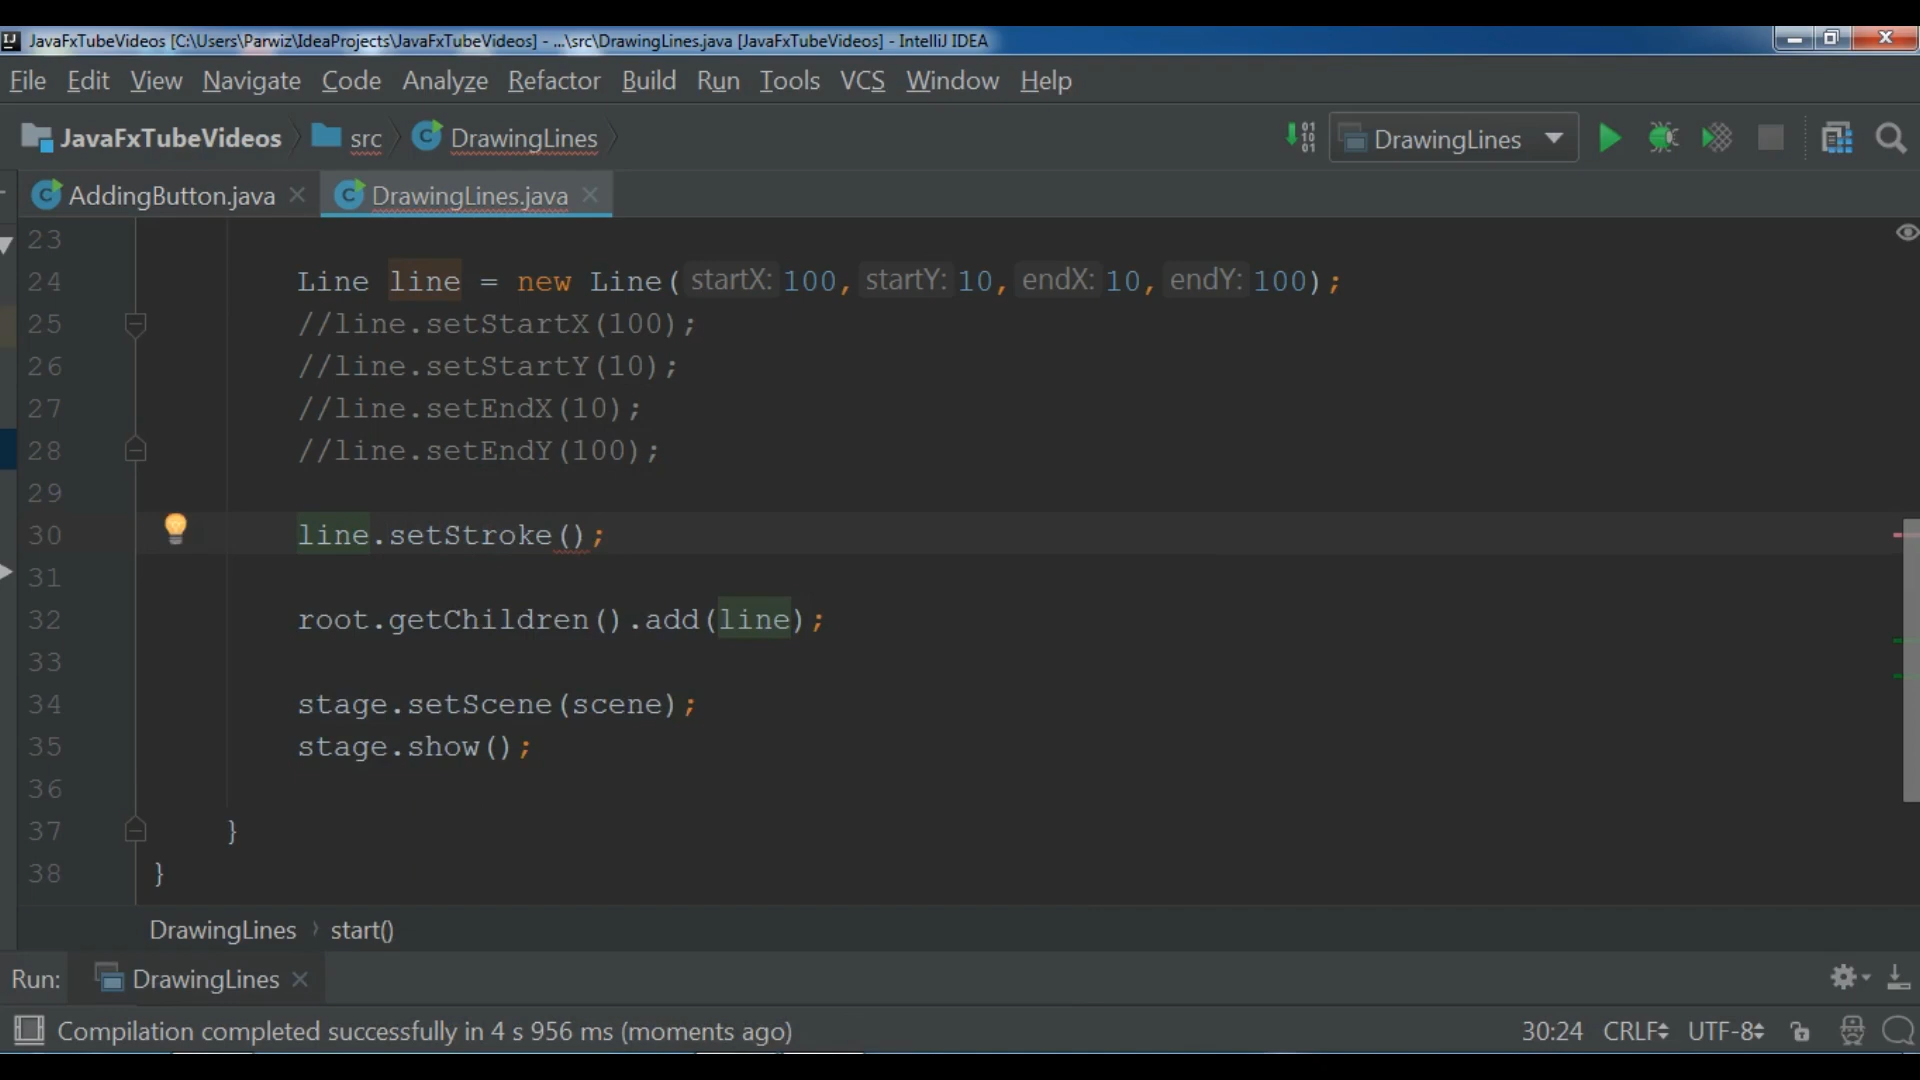 JavaFxTubeVideos [C:\Users\Parwiz\IdeaProjects\JavaFxTubeVideos] - ...\src\DrawingLines.java [JavaFxTubeVideos] - IntelliJ IDEA
File Edit View Navigate Code Analyze Refactor Build Run Tools VCS Window Help
JavaFxTubeVideos src DrawingLines DrawingLines
AddingButton.java DrawingLines.java
23
24 Line line = new Line( startX: 100, startY: 10, endX: 10, endY: 100);
25 //line.setStartX(100);
26 //line.setStartY(10);
27 //line.setEndX(10);
28 //line.setEndY(100);
29
30 line.setStroke();
31
32 root.getChildren().add(line);
33
34 stage.setScene(scene);
35 stage.show();
36
37 }
38 }
DrawingLines › start()
Run: DrawingLines
Compilation completed successfully in 4 s 956 ms (moments ago) 30:24 CRLF UTF-8